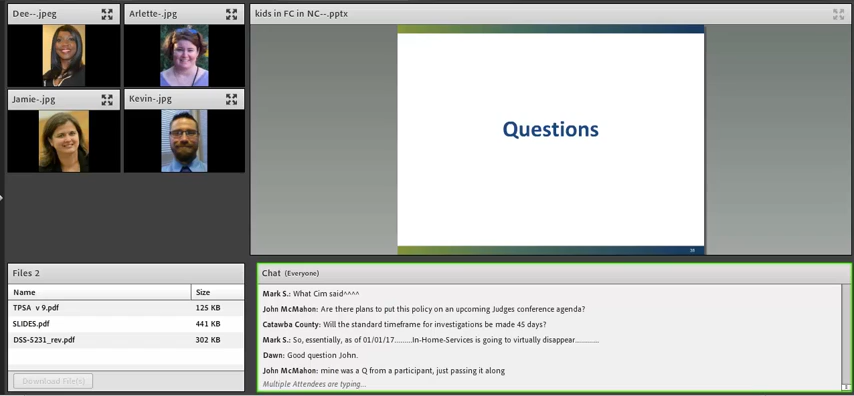 Dee--.jpeg
Arlette-.jpg
kids in FC in NC--.pptx
Jamie-.jpg
Kevin-.jpg
Questions
Files 2
Name
Size
TPSA v 9.pdf
125 KB
SLIDES.pdf
441 KB
DSS-5231_rev.pdf
302 KB
Download File(s)
Chat (Everyone)
Mark S.: What Cim said^^^^
John McMahon: Are there plans to put this policy on an upcoming Judges conference agenda?
Catawba County: Will the standard timeframe for investigations be made 45 days?
Mark S.: So, essentially, as of 01/01/17.........In-Home-Services is going to virtually disappear............
Dawn: Good question John.
John McMahon: mine was a Q from a participant, just passing it along
Multiple Attendees are typing...